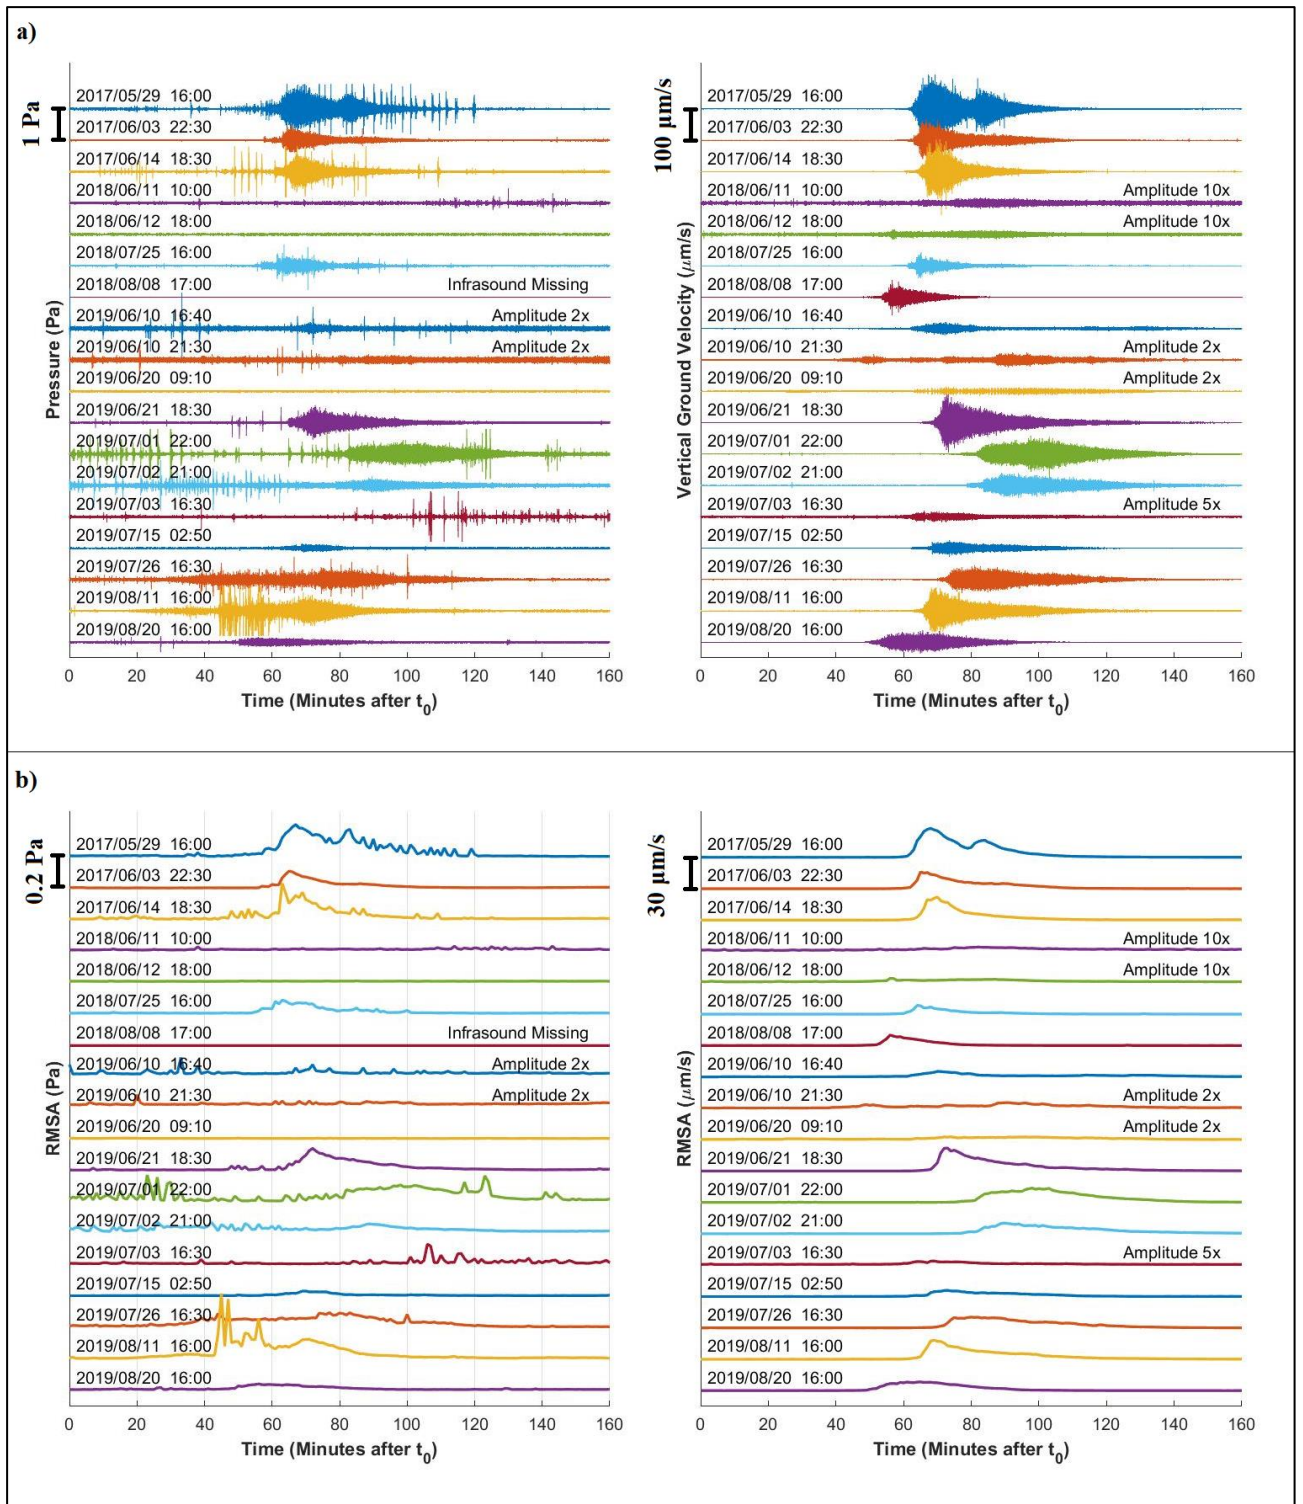 a)
1 Pa
Pressure (Pa)
2017/05/29 16:00
2017/06/03 22:30
2017/06/14 18:30
2018/06/11 10:00
2018/06/12 18:00
2018/07/25 16:00
2018/08/08 17:00 Infrasound Missing
2019/06/10 16:40 Amplitude 2x
2019/06/10 21:30 Amplitude 2x
2019/06/20 09:10
2019/06/21 18:30
2019/07/01 22:00
2019/07/02 21:00
2019/07/03 16:30
2019/07/15 02:50
2019/07/26 16:30
2019/08/11 16:00
2019/08/20 16:00
0 20 40 60 80 100 120 140 160
Time (Minutes after t0)
100 μm/s
Vertical Ground Velocity (μm/s)
2017/05/29 16:00
2017/06/03 22:30
2017/06/14 18:30
2018/06/11 10:00 Amplitude 10x
2018/06/12 18:00 Amplitude 10x
2018/07/25 16:00
2018/08/08 17:00
2019/06/10 16:40
2019/06/10 21:30 Amplitude 2x
2019/06/20 09:10 Amplitude 2x
2019/06/21 18:30
2019/07/01 22:00
2019/07/02 21:00
2019/07/03 16:30 Amplitude 5x
2019/07/15 02:50
2019/07/26 16:30
2019/08/11 16:00
2019/08/20 16:00
0 20 40 60 80 100 120 140 160
Time (Minutes after t0)
b)
0.2 Pa
RMSA (Pa)
2017/05/29 16:00
2017/06/03 22:30
2017/06/14 18:30
2018/06/11 10:00
2018/06/12 18:00
2018/07/25 16:00
2018/08/08 17:00 Infrasound Missing
2019/06/10 16:40 Amplitude 2x
2019/06/10 21:30 Amplitude 2x
2019/06/20 09:10
2019/06/21 18:30
2019/07/01 22:00
2019/07/02 21:00
2019/07/03 16:30
2019/07/15 02:50
2019/07/26 16:30
2019/08/11 16:00
2019/08/20 16:00
0 20 40 60 80 100 120 140 160
Time (Minutes after t0)
30 μm/s
RMSA (μm/s)
2017/05/29 16:00
2017/06/03 22:30
2017/06/14 18:30
2018/06/11 10:00 Amplitude 10x
2018/06/12 18:00 Amplitude 10x
2018/07/25 16:00
2018/08/08 17:00
2019/06/10 16:40
2019/06/10 21:30 Amplitude 2x
2019/06/20 09:10 Amplitude 2x
2019/06/21 18:30
2019/07/01 22:00
2019/07/02 21:00
2019/07/03 16:30 Amplitude 5x
2019/07/15 02:50
2019/07/26 16:30
2019/08/11 16:00
2019/08/20 16:00
0 20 40 60 80 100 120 140 160
Time (Minutes after t0)